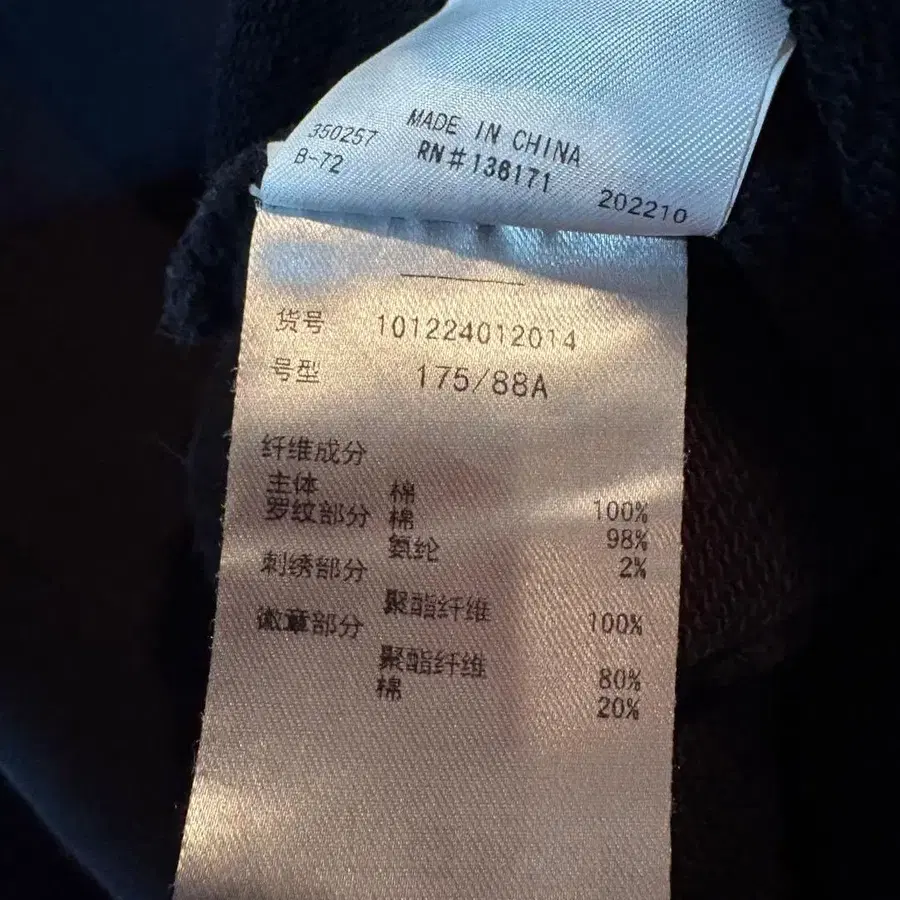 MADE IN CHINA
350257 RN#136171
B-72
202210
货号 101224012014
号型 175/88A
纤维成分
主体 棉 100%
罗纹部分 棉 98%
氨纶 2%
刺绣部分
聚酯纤维 100%
徽章部分
聚酯纤维 80%
棉 20%